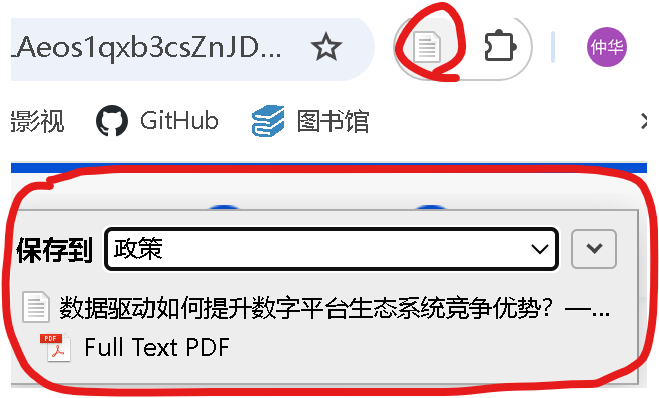 _Aeos1qxb3csZnJD...
仲华
影视 GitHub 图书馆
保存到 政策
数据驱动如何提升数字平台生态系统竞争优势？—...
PDF
Full Text PDF